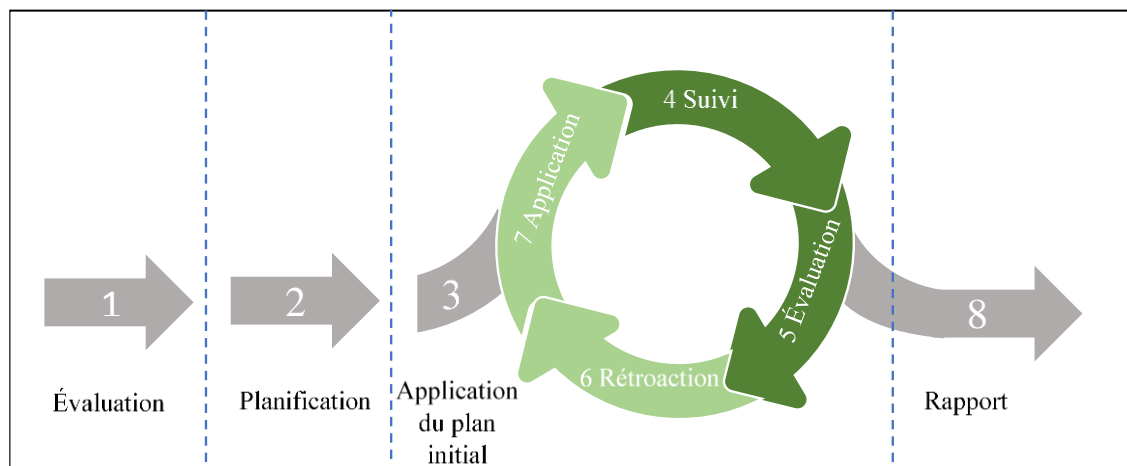 1
Évaluation
2
Planification
3
Application
du plan
initial
4 Suivi
5 Évaluation
6 Rétroaction
7 Application
8
Rapport